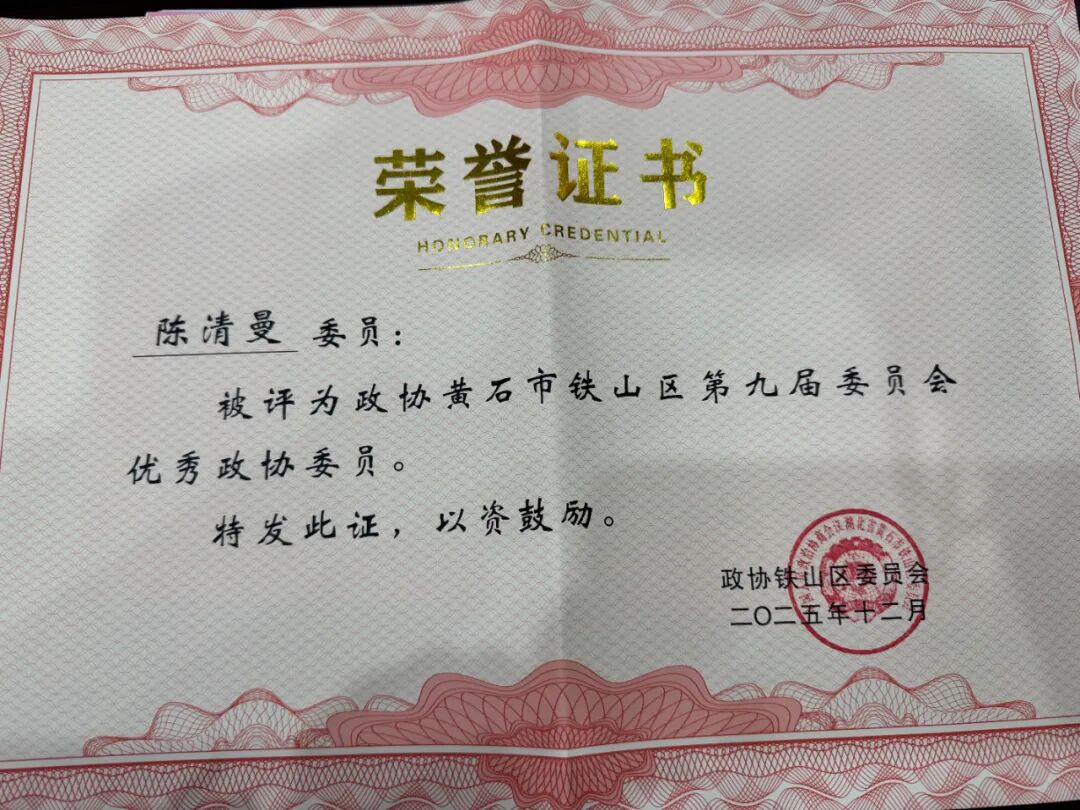 荣誉证书
HONORARY CREDENTIAL
陈清曼 委员：
被评为政协黄石市铁山区第九届委员会
优秀政协委员。
特发此证，以资鼓励。
政协铁山区委员会
二〇二五年十二月